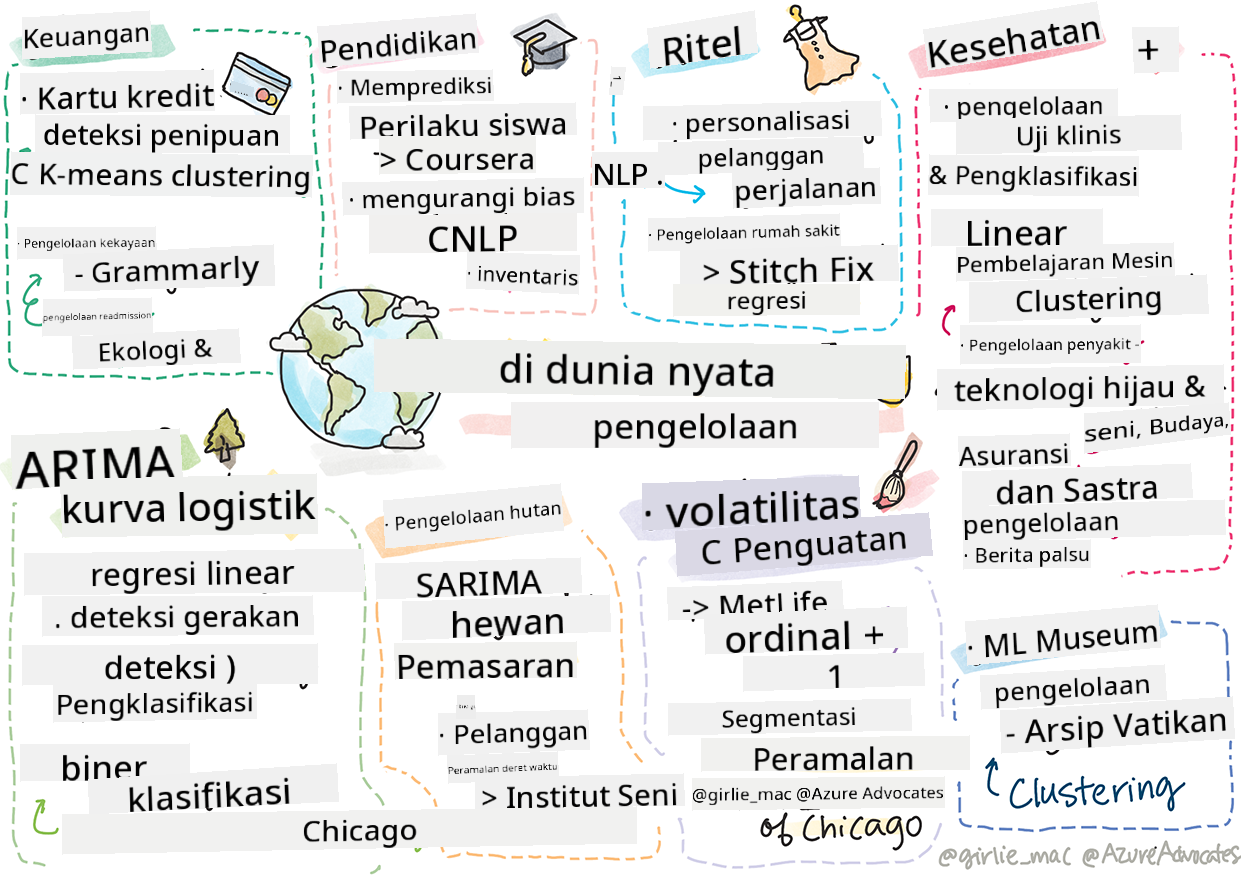 Keuangan
· Kartu kredit
deteksi penipuan
C K-means clustering
· Pengelolaan kekayaan
- Grammarly
pengelolaan readmission
Ekologi &
Pendidikan
· Memprediksi
Perilaku siswa
> Coursera
· mengurangi bias
CNLP
· inventaris
Ritel
· personalisasi
pelanggan
NLP .
perjalanan
· Pengelolaan rumah sakit
> Stitch Fix
regresi
Kesehatan +
· pengelolaan
Uji klinis
& Pengklasifikasi
Linear
Pembelajaran Mesin
Clustering
· Pengelolaan penyakit -
teknologi hijau &
seni, Budaya,
Asuransi
dan Sastra
pengelolaan
· Berita palsu
di dunia nyata
pengelolaan
ARIMA
kurva logistik
regresi linear
. deteksi gerakan
deteksi )
Pengklasifikasi
biner
klasifikasi
Chicago
· Pengelolaan hutan
SARIMA
hewan
Pemasaran
· Pelanggan
Peramalan deret waktu
> Institut Seni
· volatilitas
C Penguatan
-> MetLife
ordinal +
1
Segmentasi
Peramalan
@girlie_mac @Azure Advocates
of Chicago
· ML Museum
pengelolaan
- Arsip Vatikan
Clustering
@girlie_mac @AzureAdvocates